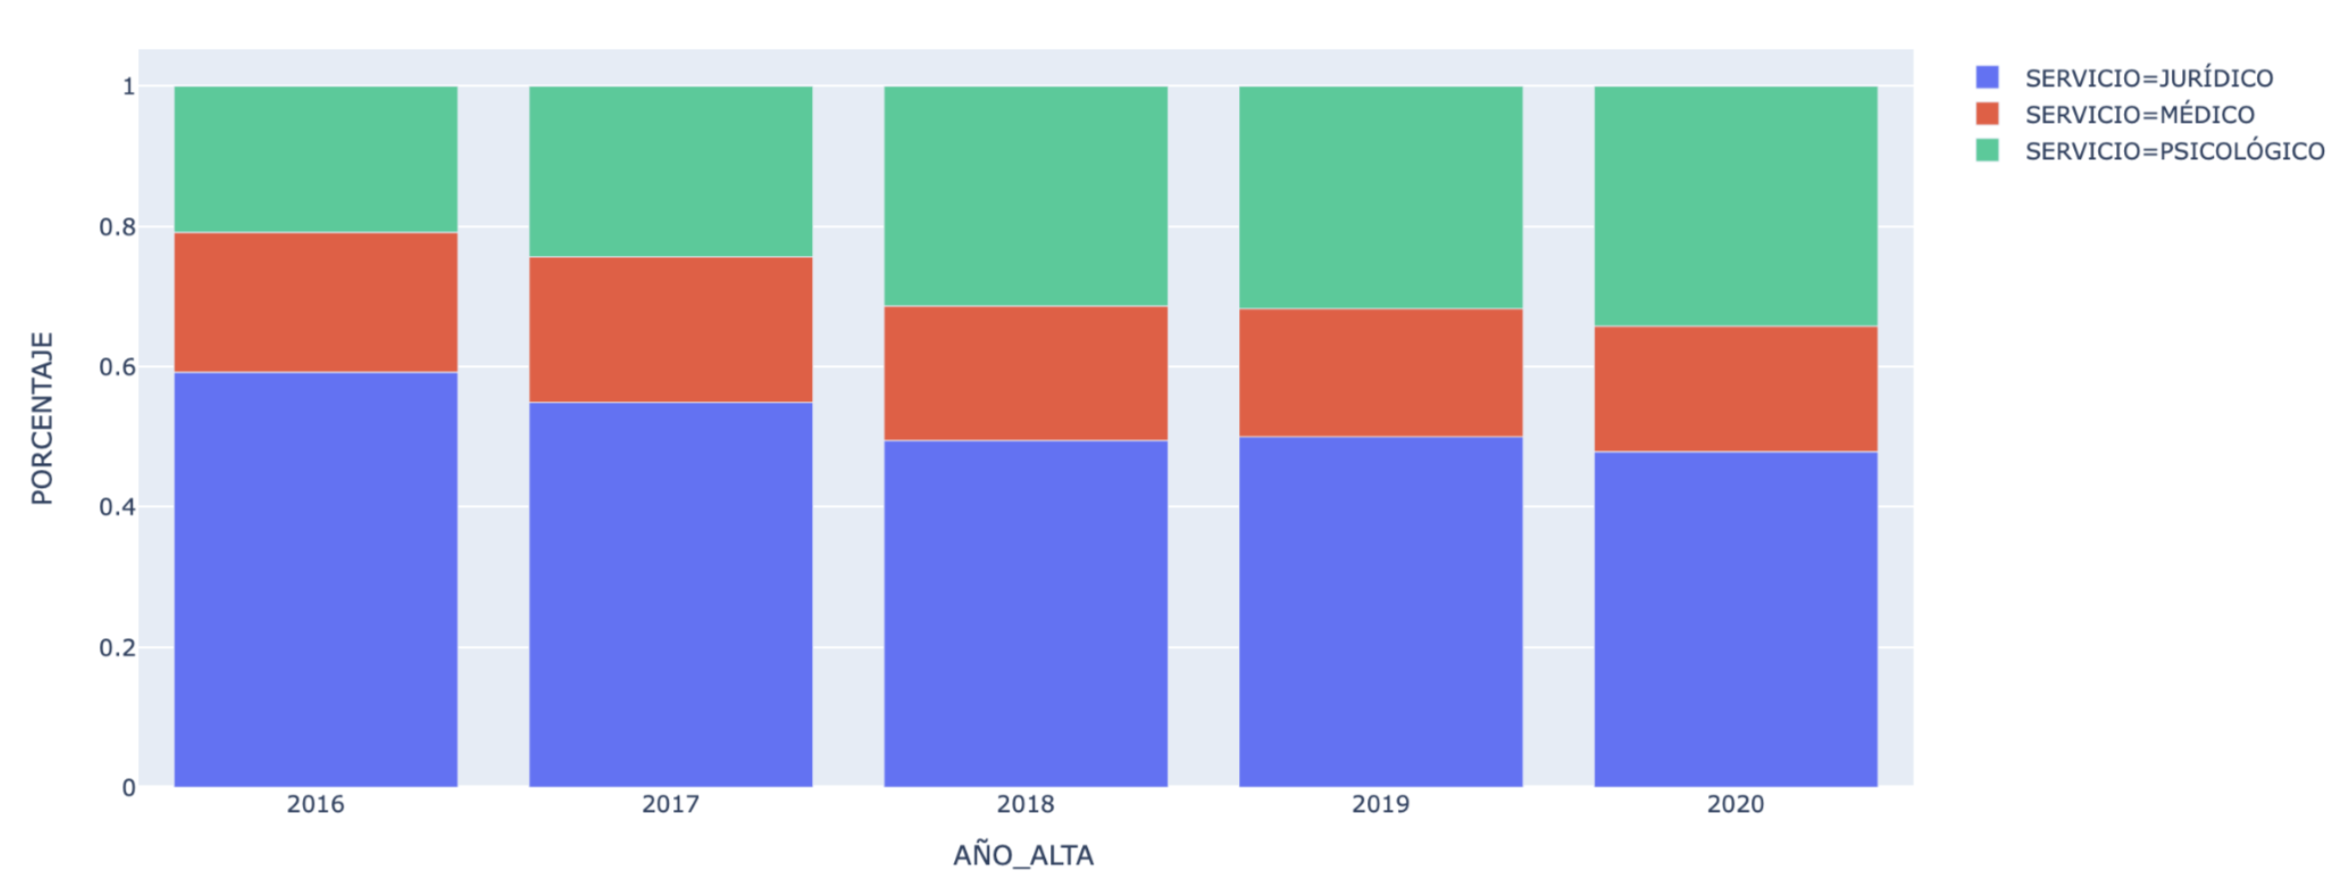 PORCENTAJE
1
0.8
0.6
0.4
0.2
0
2016
2017
2018
2019
2020
AÑO_ALTA
SERVICIO=JURÍDICO
SERVICIO=MÉDICO
SERVICIO=PSICOLÓGICO